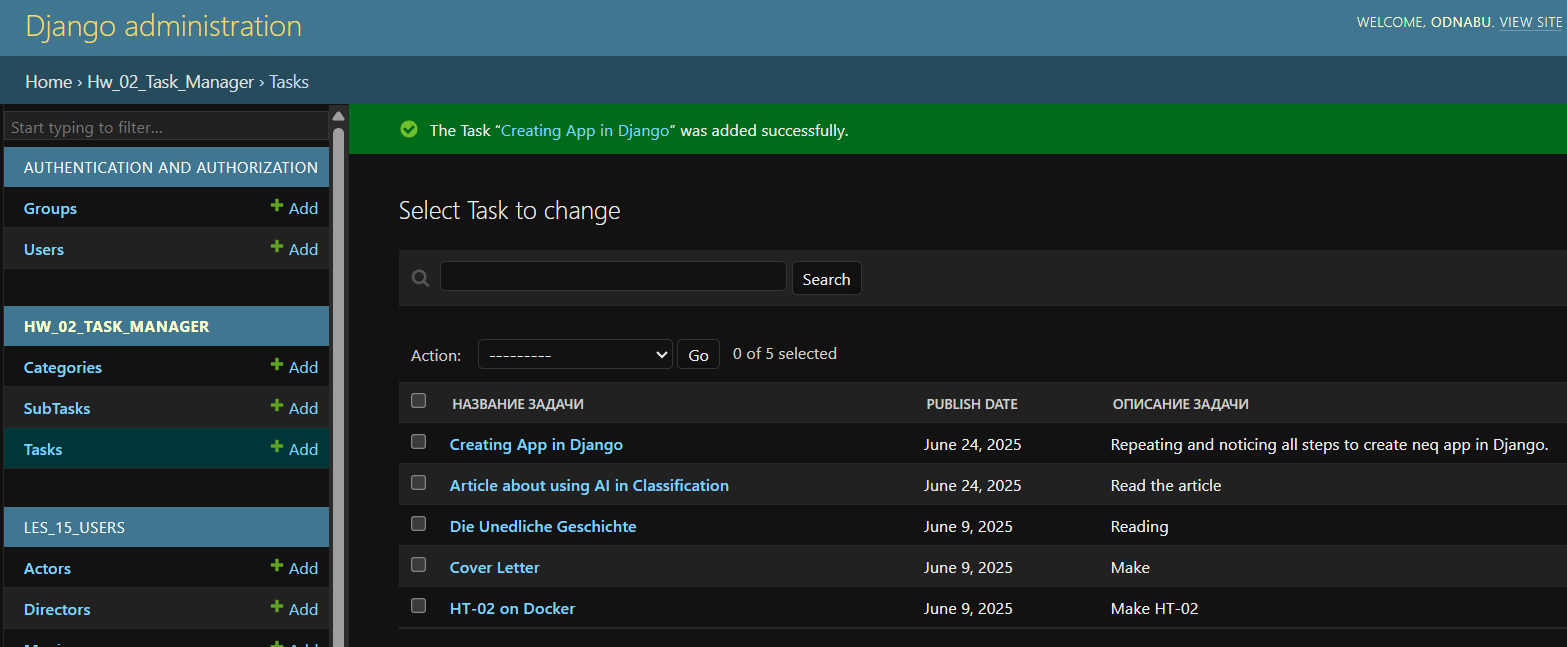 Django administration
WELCOME, ODNABU. VIEW SITE
Home › Hw_02_Task_Manager › Tasks
Start typing to filter...
AUTHENTICATION AND AUTHORIZATION
Groups + Add
Users + Add
HW_02_TASK_MANAGER
Categories + Add
SubTasks + Add
Tasks + Add
LES_15_USERS
Actors + Add
Directors + Add
The Task “Creating App in Django” was added successfully.
Select Task to change
Search
Action: --------- Go 0 of 5 selected
НАЗВАНИЕ ЗАДАЧИ PUBLISH DATE ОПИСАНИЕ ЗАДАЧИ
Creating App in Django June 24, 2025 Repeating and noticing all steps to create neq app in Django.
Article about using AI in Classification June 24, 2025 Read the article
Die Unedliche Geschichte June 9, 2025 Reading
Cover Letter June 9, 2025 Make
HT-02 on Docker June 9, 2025 Make HT-02